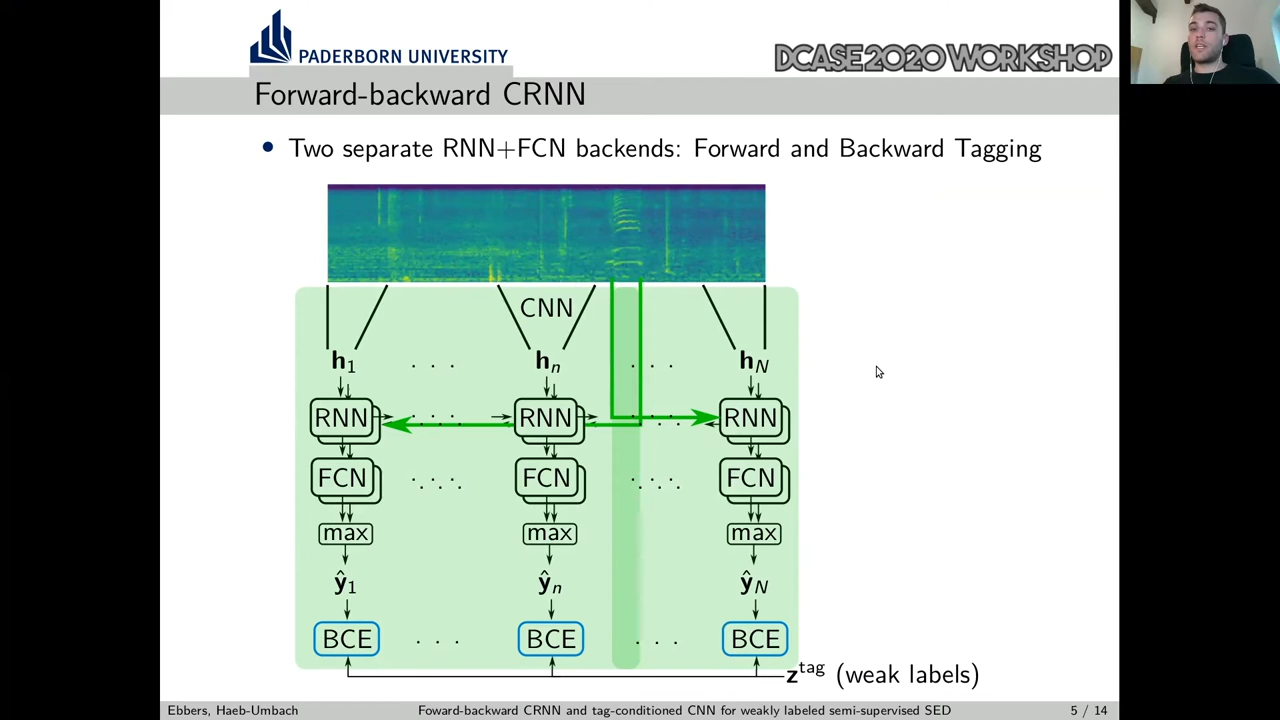 PADERBORN UNIVERSITY
DCASE2020 WORKSHOP
Forward-backward CRNN
• Two separate RNN+FCN backends: Forward and Backward Tagging
CNN
h1 · · · hn · · · hN
RNN · · · RNN · · · RNN
FCN · · · FCN · · · FCN
max max max
ŷ1 ŷn ŷN
BCE · · · BCE · · · BCE
z^tag (weak labels)
Ebbers, Haeb-Umbach Foward-backward CRNN and tag-conditioned CNN for weakly labeled semi-supervised SED 5 / 14